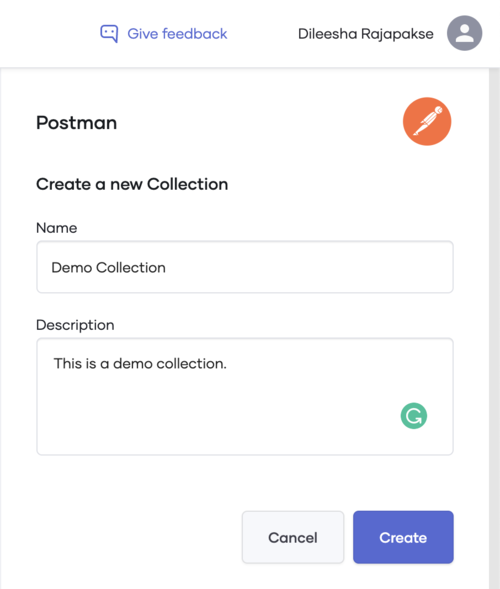 Give feedback
Dileesha Rajapakse
Postman
Create a new Collection
Name
Demo Collection
Description
This is a demo collection.
Cancel
Create